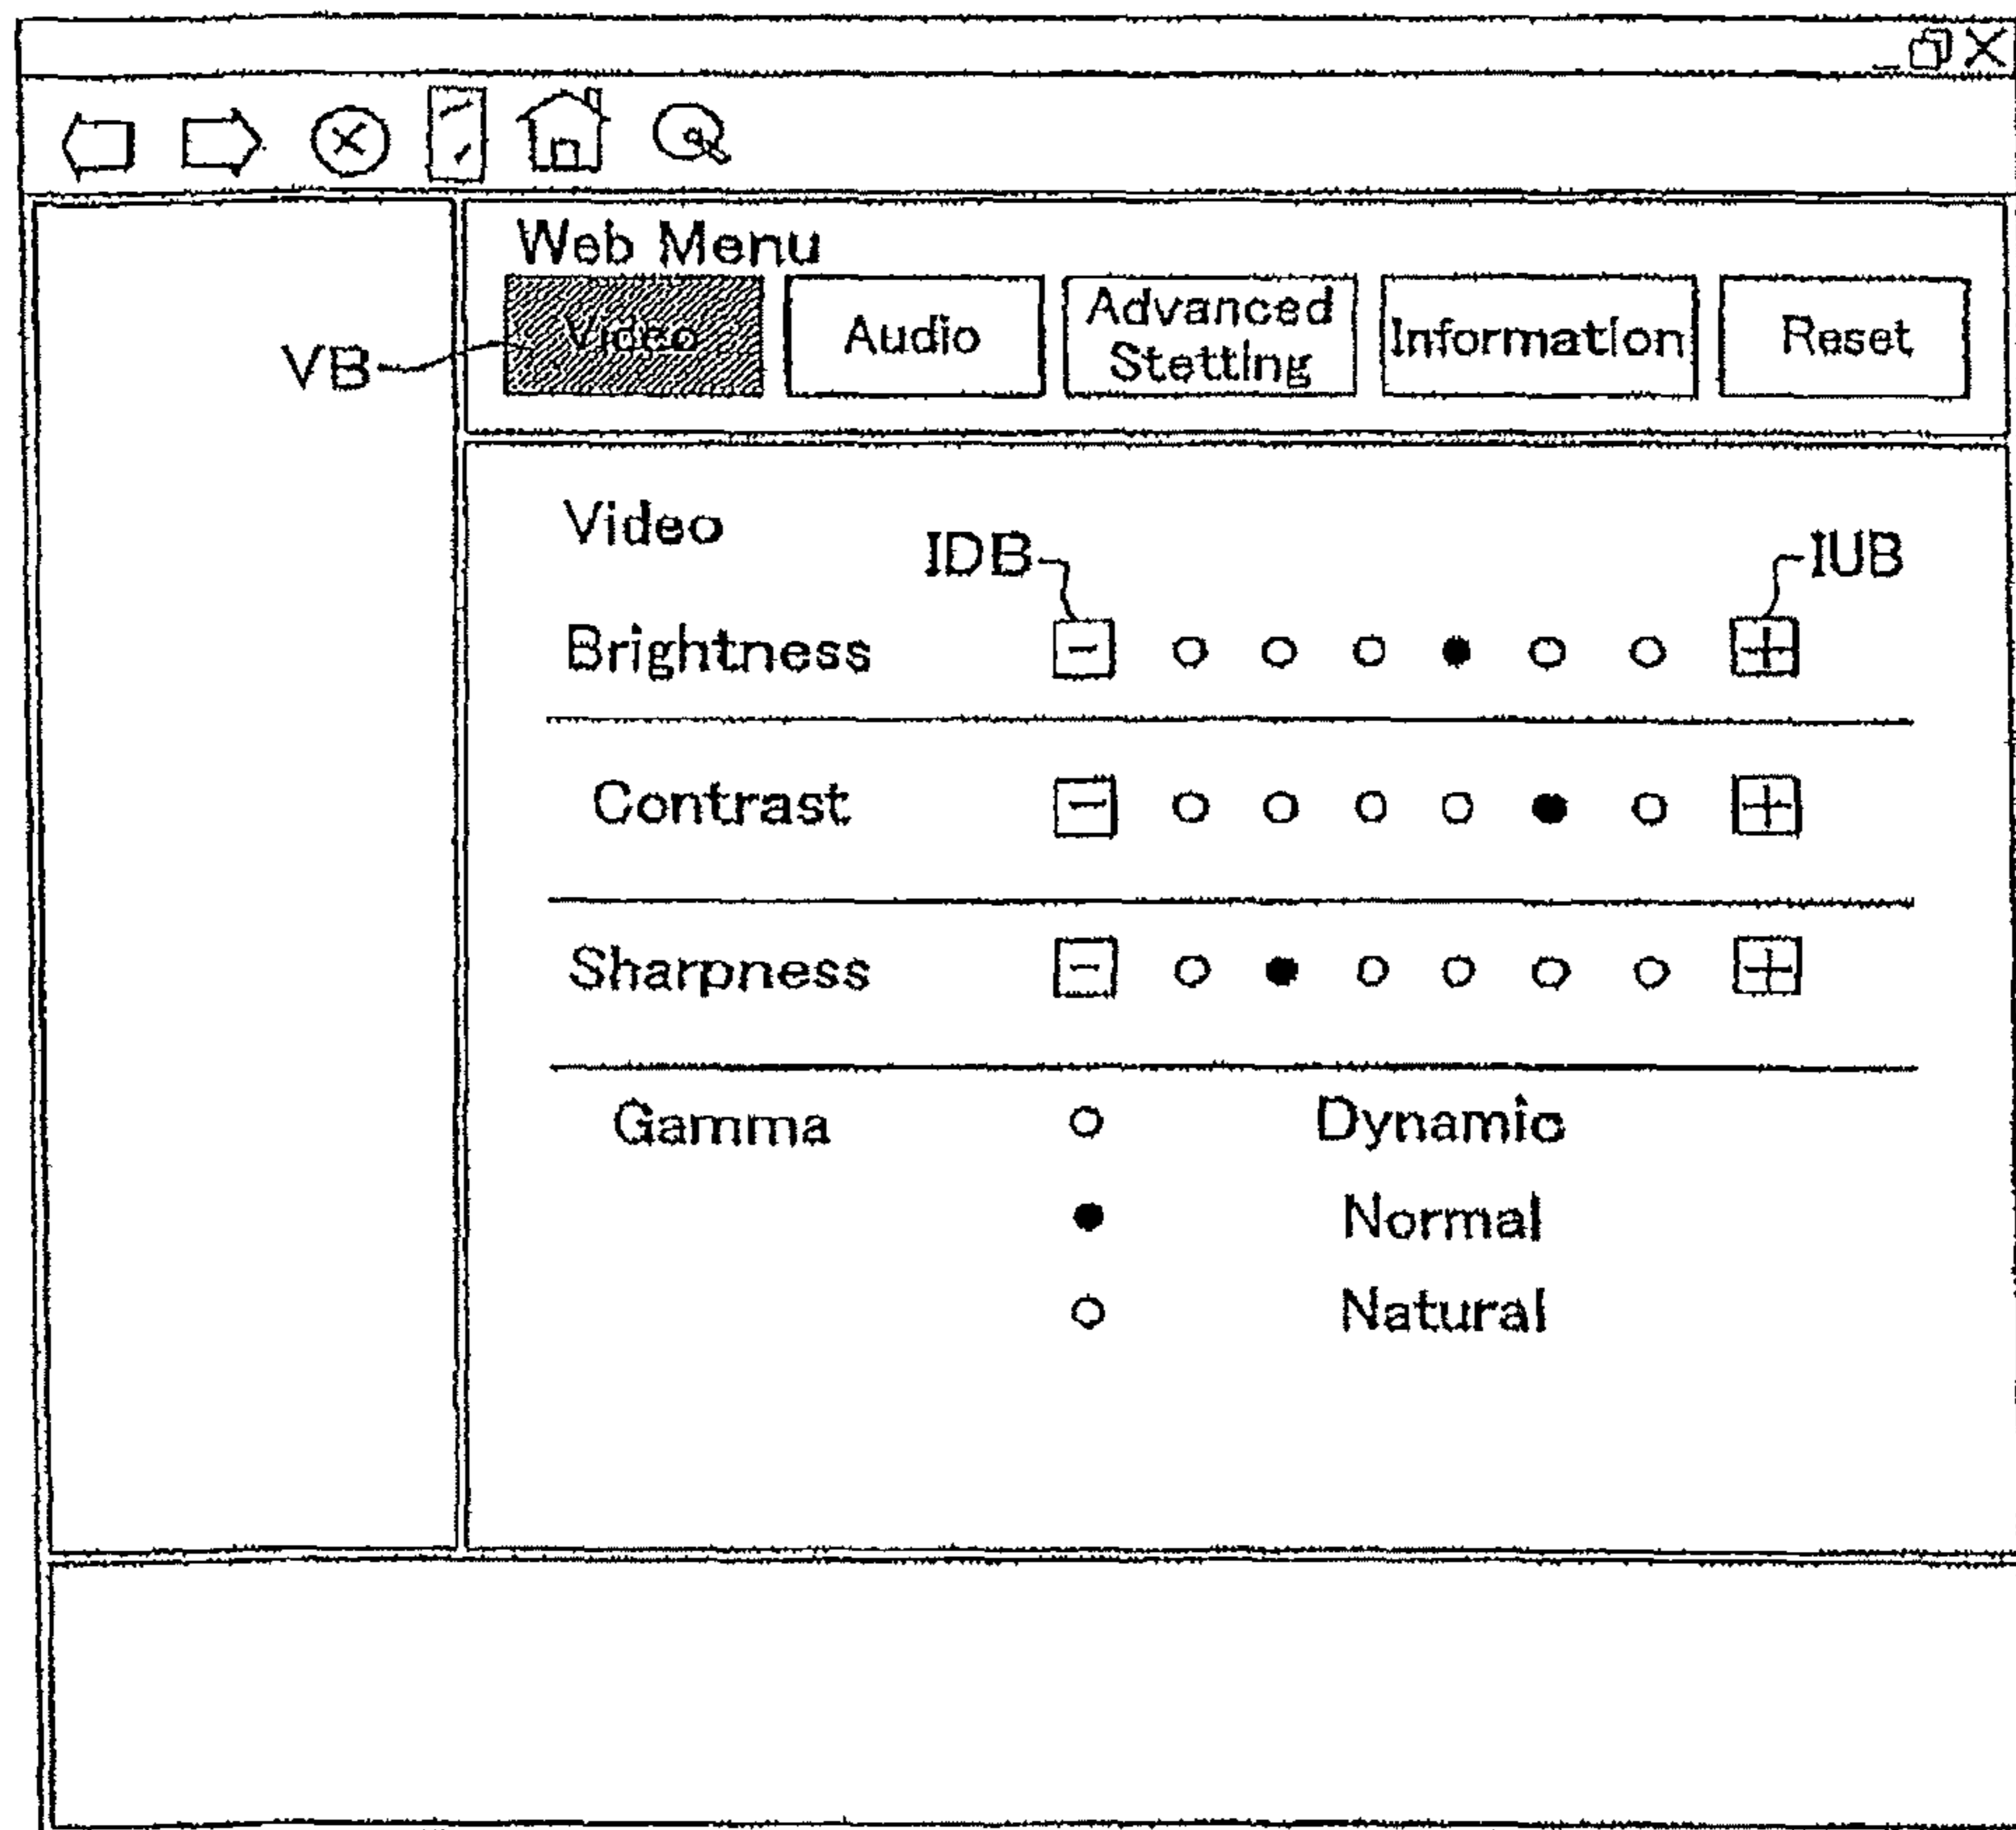 Web Menu
VB Video Audio Advanced Stetting Information Reset
Video
IDB IUB
Brightness - +
Contrast - +
Sharpness - +
Gamma Dynamic
Normal
Natural